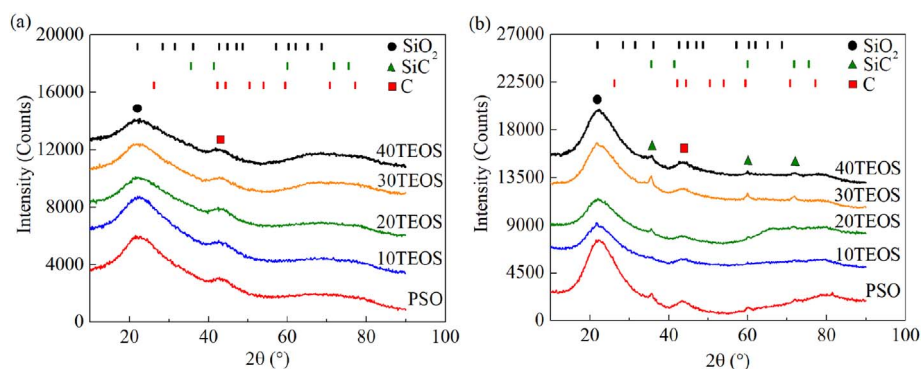 (a)
20000
16000
12000
8000
4000
0
Intensity (Counts)
SiO2
SiC
C
40TEOS
30TEOS
20TEOS
10TEOS
PSO
20
40
60
80
100
2θ (°)
(b)
27000
22500
18000
13500
9000
4500
0
Intensity (Counts)
SiO2
SiC
C
40TEOS
30TEOS
20TEOS
10TEOS
PSO
20
40
60
80
100
2θ (°)